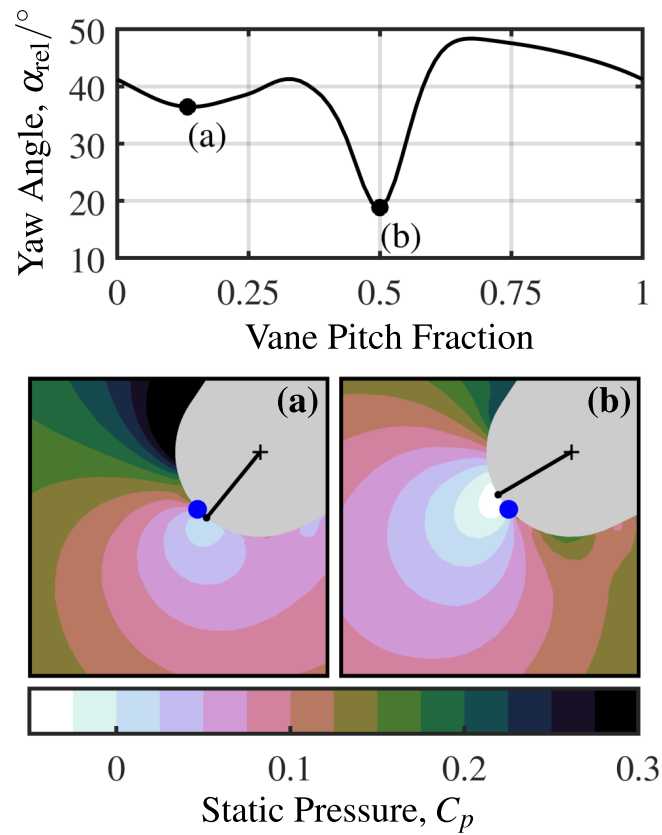 50
40
30
20
10
Yaw Angle, α_rel/°
(a)
(b)
0 0.25 0.5 0.75 1
Vane Pitch Fraction
(a) (b)
0 0.1 0.2 0.3
Static Pressure, C_p